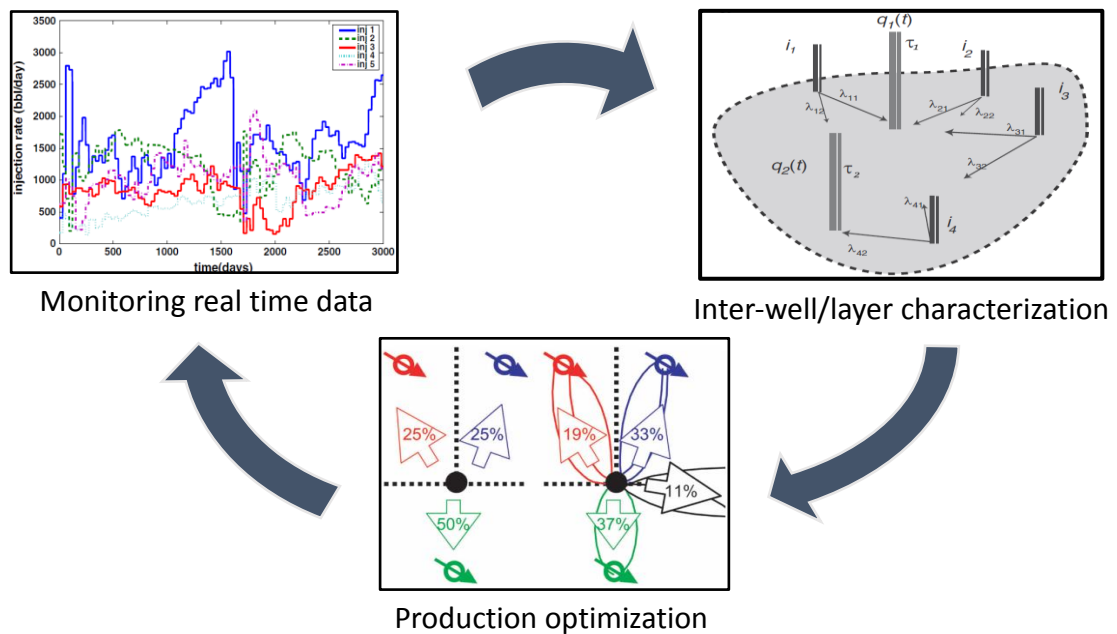 3500
3000
2500
2000
1500
1000
500
0
injection rate (bbl/day)
inj 1
inj 2
inj 3
inj 4
inj 5
0 500 1000 1500 2000 2500 3000
time(days)
Monitoring real time data
q1(t)
i1
τ1
i2
i3
λ11
λ12
λ21
λ22
λ31
λ32
q2(t)
τ2
λ41
i4
λ42
Inter-well/layer characterization
25% 25% 19% 33%
11%
50% 37%
Production optimization